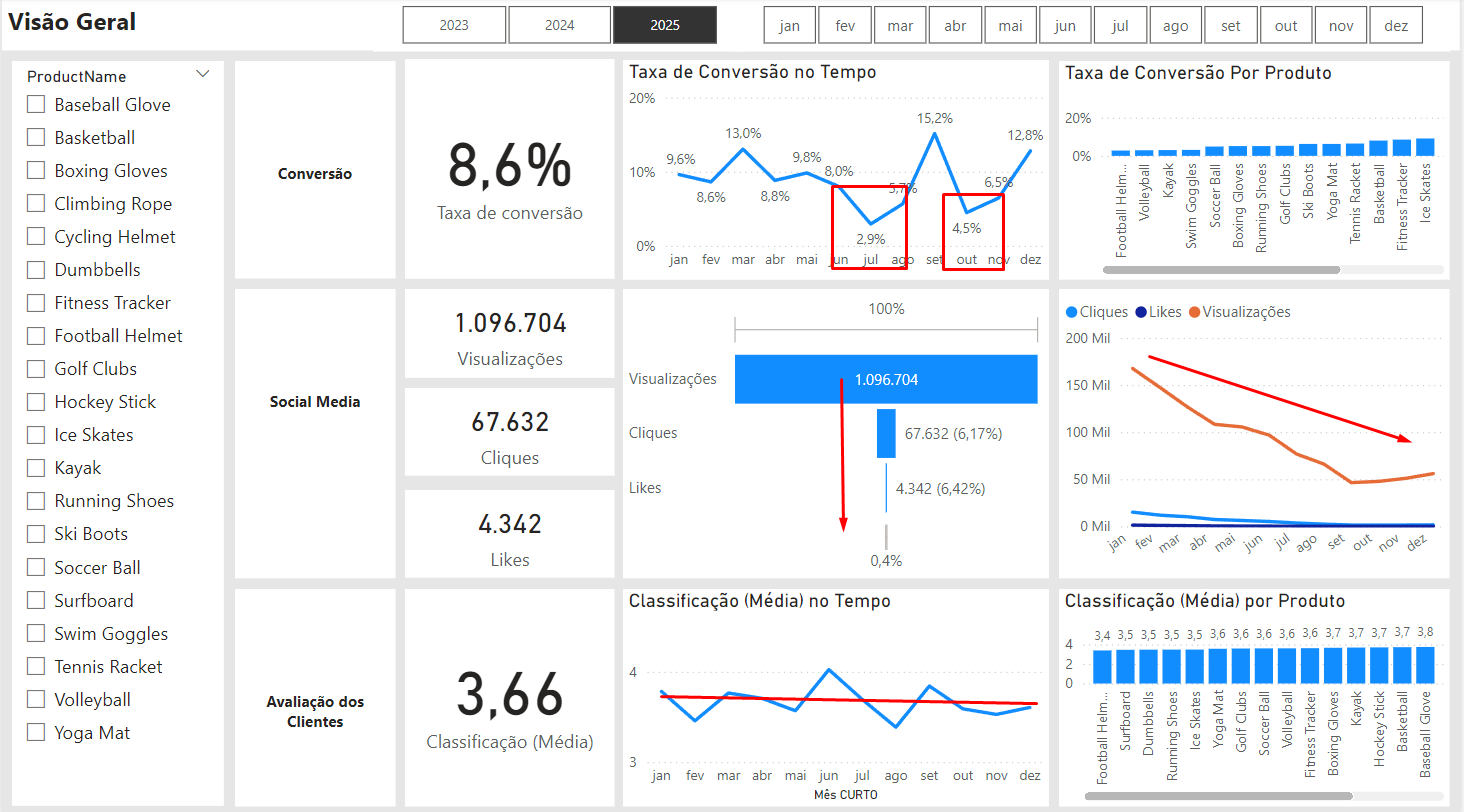 Visão Geral
2023
2024
2025
jan
fev
mar
abr
mai
jun
jul
ago
set
out
nov
dez
ProductName
Baseball Glove
Basketball
Boxing Gloves
Climbing Rope
Cycling Helmet
Dumbbells
Fitness Tracker
Football Helmet
Golf Clubs
Hockey Stick
Ice Skates
Kayak
Running Shoes
Ski Boots
Soccer Ball
Surfboard
Swim Goggles
Tennis Racket
Volleyball
Yoga Mat
Conversão
8,6%
Taxa de conversão
Taxa de Conversão no Tempo
20%
10%
0%
9,6%
8,6%
13,0%
8,8%
9,8%
8,0%
2,9%
5,7%
15,2%
4,5%
6,5%
12,8%
jan fev mar abr mai jun jul ago set out nov dez
Taxa de Conversão Por Produto
20%
0%
Football Helm...
Volleyball
Kayak
Swim Goggles
Soccer Ball
Boxing Gloves
Running Shoes
Golf Clubs
Ski Boots
Yoga Mat
Tennis Racket
Basketball
Fitness Tracker
Ice Skates
Social Media
1.096.704
Visualizações
67.632
Cliques
4.342
Likes
100%
Visualizações
1.096.704
Cliques
67.632 (6,17%)
Likes
4.342 (6,42%)
0,4%
Cliques Likes Visualizações
200 Mil
150 Mil
100 Mil
50 Mil
0 Mil
jan fev mar abr mai jun jul ago set out nov dez
Avaliação dos
Clientes
3,66
Classificação (Média)
Classificação (Média) no Tempo
4
3
jan fev mar abr mai jun jul ago set out nov dez
Mês CURTO
Classificação (Média) por Produto
4
2
0
3,4 3,5 3,5 3,5 3,5 3,6 3,6 3,6 3,6 3,6 3,7 3,7 3,7 3,7 3,8
Football Helm...
Surfboard
Dumbbells
Running Shoes
Ice Skates
Yoga Mat
Golf Clubs
Soccer Ball
Volleyball
Fitness Tracker
Boxing Gloves
Kayak
Hockey Stick
Basketball
Baseball Glove